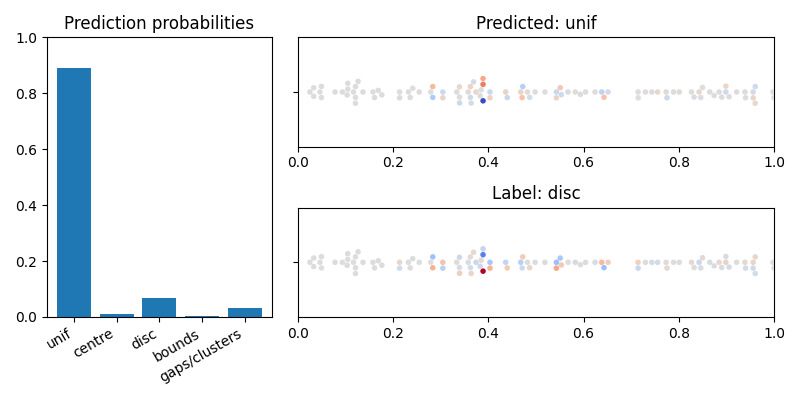 Prediction probabilities
1.0
0.8
0.6
0.4
0.2
0.0
unif
centre
disc
bounds
gaps/clusters
Predicted: unif
0.0 0.2 0.4 0.6 0.8 1.0
Label: disc
0.0 0.2 0.4 0.6 0.8 1.0